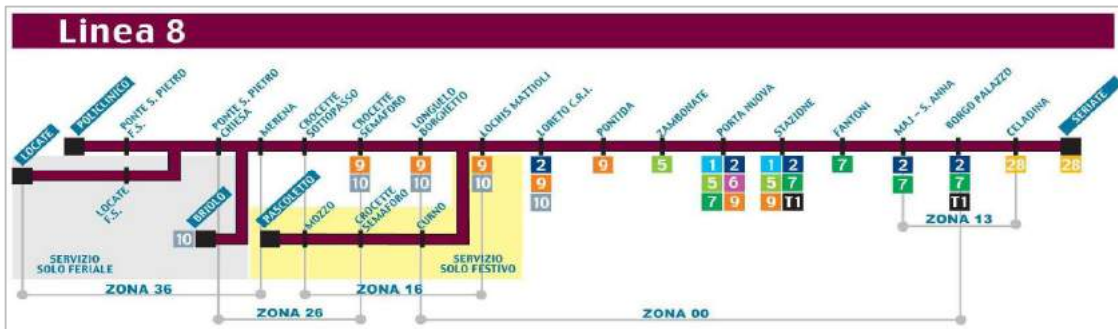 Linea 8
LOCATE
POLICLINICO
PONTE S. PIETRO
F.S.
PONTE S. PIETRO
CHIESA
MERENA
CROCETTE
SOTTOPASSO
CROCETTE
SEMAFORO
LONGUELO
BORGHETTO
LOCHIS MATTIOLI
LORETO C.R.I.
PONTIDA
ZAMBONATE
PORTA NUOVA
STAZIONE
FANTONI
MAJ - S. ANNA
BORGO PALAZZO
CELADINA
SERIATE
9
10
9
10
9
10
2
9
10
9
5
1 2
5 6
7 9
1 2
5 7
9 T1
7
2
7
2
7
T1
28
28
LOCATE
F.S.
BRIOLO
10
PASCOLETTO
MOZZO
CROCETTE
SEMAFORO
CURNO
SERVIZIO
SOLO FERIALE
SERVIZIO
SOLO FESTIVO
ZONA 13
ZONA 36
ZONA 16
ZONA 26
ZONA 00